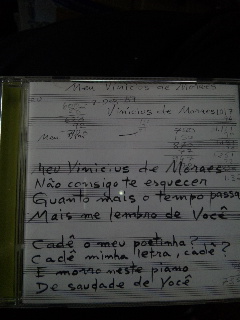 Meu Vinicius de Moraes
Vinicius de Moraes
Meu Vinicius de Moraes
Não consigo te esquecer
Quanto mais o tempo passa
Mais me lembro de Você
Cadê o meu poetinha?
Cadê minha letra, cadê?
E morro neste piano
De saudade de Você